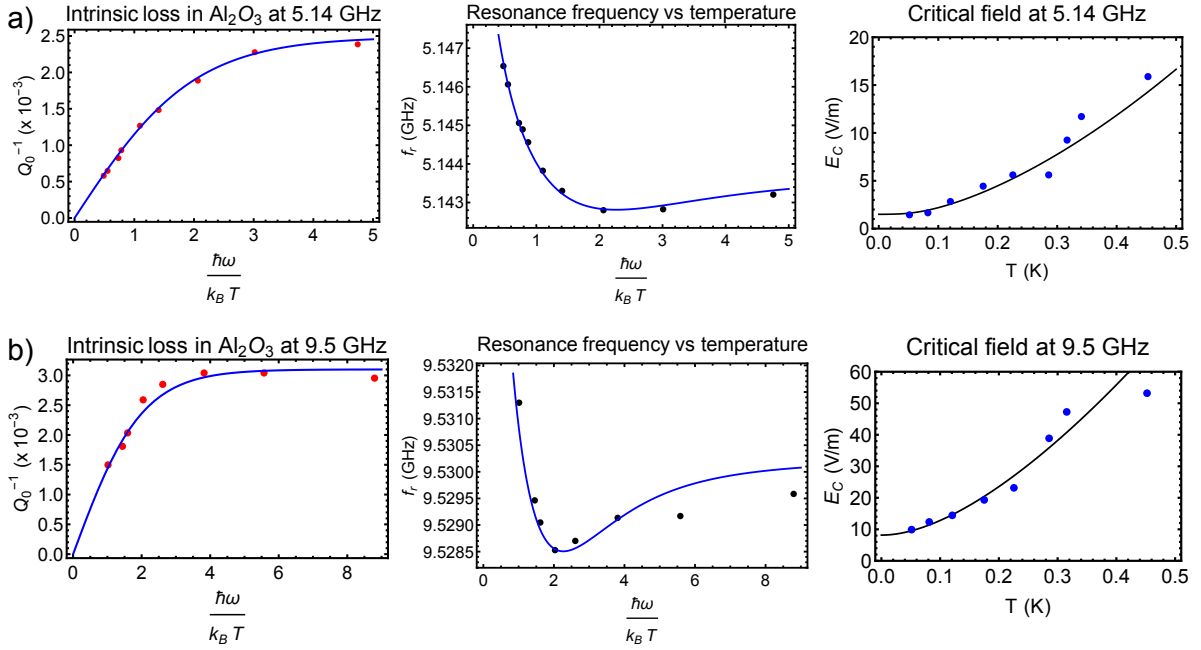 a)
Intrinsic loss in Al₂O₃ at 5.14 GHz
2.5
2.0
1.5
1.0
0.5
0.0
Q₀⁻¹ (x 10⁻³)
0 1 2 3 4 5
ħω
k_B T
Resonance frequency vs temperature
5.147
5.146
5.145
5.144
5.143
f_r (GHz)
0 1 2 3 4 5
ħω
k_B T
Critical field at 5.14 GHz
20
15
10
5
0
E_C (V/m)
0.0 0.1 0.2 0.3 0.4 0.5
T (K)
b)
Intrinsic loss in Al₂O₃ at 9.5 GHz
3.0
2.5
2.0
1.5
1.0
0.5
0.0
Q₀⁻¹ (x 10⁻³)
0 2 4 6 8
ħω
k_B T
Resonance frequency vs temperature
9.5320
9.5315
9.5310
9.5305
9.5300
9.5295
9.5290
9.5285
f_r (GHz)
0 2 4 6 8
ħω
k_B T
Critical field at 9.5 GHz
60
50
40
30
20
10
0
E_C (V/m)
0.0 0.1 0.2 0.3 0.4 0.5
T (K)